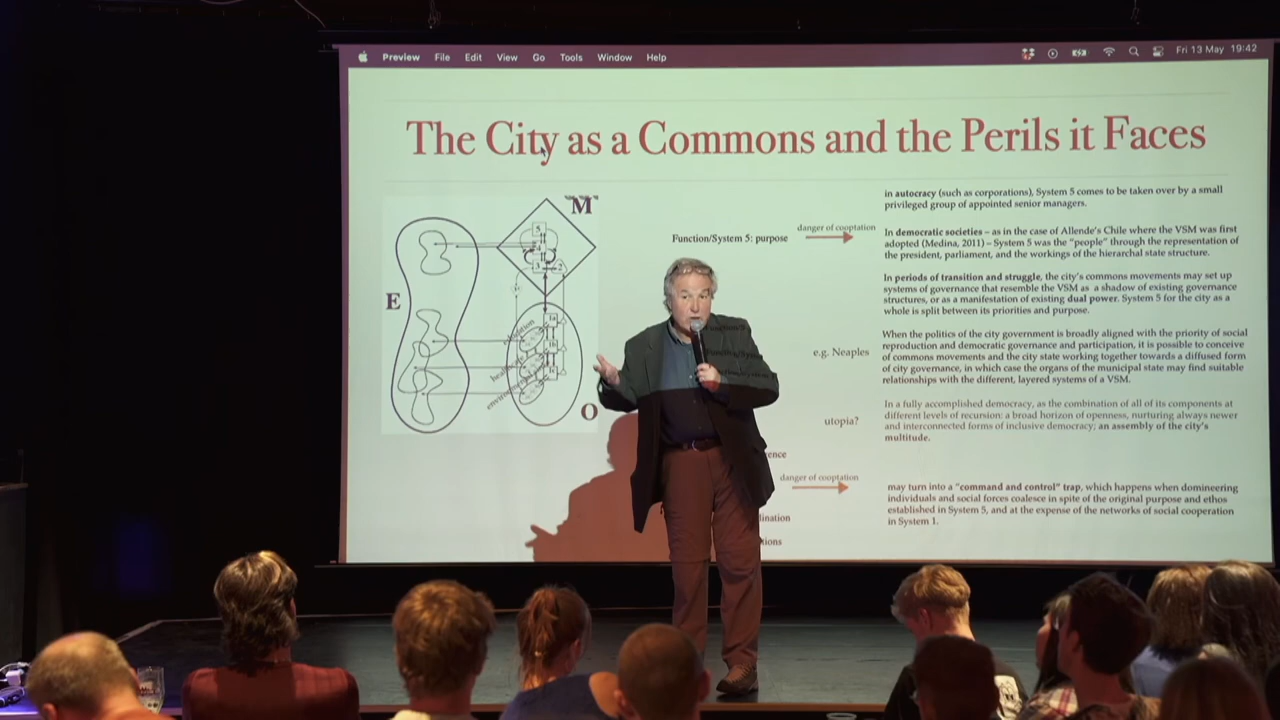 Preview File Edit View Go Tools Window Help
Fri 13 May 19:42
The City as a Commons and the Perils it Faces
M
E
O
5
3
2
education
Function/System 5: purpose
danger of cooptation
in autocracy (such as corporations), System 5 comes to be taken over by a small
privileged group of appointed senior managers.
In democratic societies – as in the case of Allende's Chile where the VSM was first
adopted (Medina, 2011) – System 5 was the "people" through the representation of
the president, parliament, and the workings of the hierarchal state structure.
In periods of transition and struggle, the city's commons movements may set up
systems of governance that resemble the VSM as a shadow of existing governance
structures, or as a manifestation of existing dual power. System 5 for the city as a
whole is split between its priorities and purpose.
e.g. Neaples
When the politics of the city government is broadly aligned with the priority of social
reproduction and democratic governance and participation, it is possible to conceive
of commons movements and the city state working together towards a diffused form
of city governance, in which case the organs of the municipal state may find suitable
relationships with the different, layered systems of a VSM.
utopia?
In a fully accomplished democracy, as the combination of all of its components at
different levels of recursion: a broad horizon of openness, nurturing always newer
and interconnected forms of inclusive democracy; an assembly of the city's
multitude.
ence
danger of cooptation
may turn into a "command and control" trap, which happens when domineering
individuals and social forces coalesce in spite of the original purpose and ethos
established in System 5, and at the expense of the networks of social cooperation
in System 1.
lination
tions